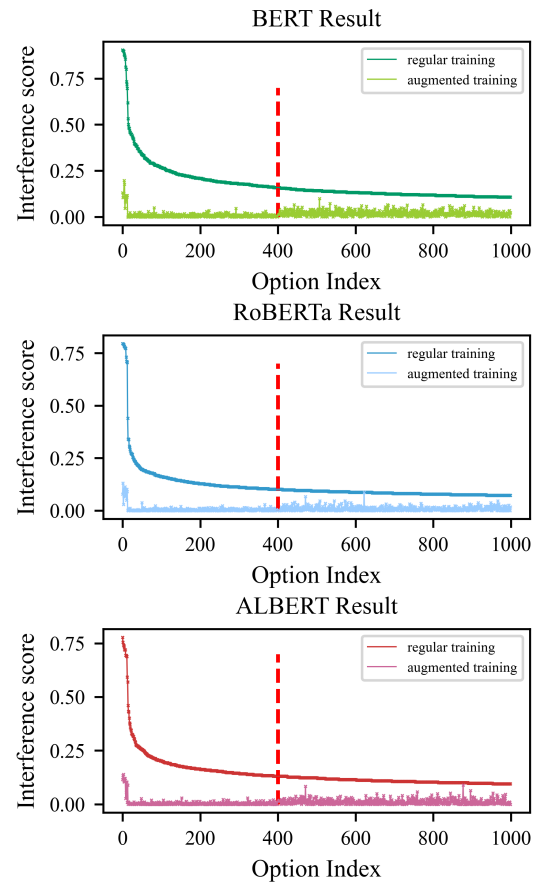 BERT Result
Interference score
0.75
0.50
0.25
0.00
regular training
augmented training
0 200 400 600 800 1000
Option Index
RoBERTa Result
Interference score
0.75
0.50
0.25
0.00
regular training
augmented training
0 200 400 600 800 1000
Option Index
ALBERT Result
Interference score
0.75
0.50
0.25
0.00
regular training
augmented training
0 200 400 600 800 1000
Option Index